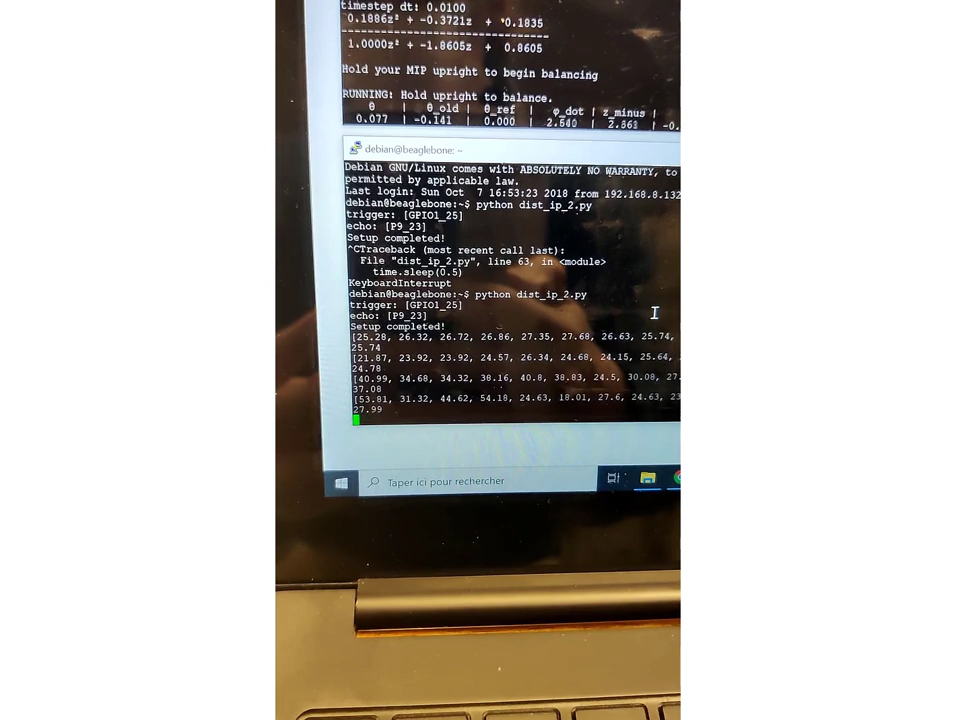 timestep dt: 0.0100
0.1886z² + -0.3721z + 0.1835
--------------------------------
1.0000z² + -1.8605z + 0.8605
Hold your MIP upright to begin balancing
RUNNING: Hold upright to balance.
θ | θ_old | θ_ref | φ_dot | z_minus |
0.077 | -0.141 | 0.000 | 2.540 | 2.863 | -0.
debian@beaglebone: ~
Debian GNU/Linux comes with ABSOLUTELY NO WARRANTY, to
permitted by applicable law.
Last login: Sun Oct 7 16:53:23 2018 from 192.168.8.132
debian@beaglebone:~$ python dist_ip_2.py
trigger: [GPIO1_25]
echo: [P9_23]
Setup completed!
^CTraceback (most recent call last):
File "dist_ip_2.py", line 63, in <module>
time.sleep(0.5)
KeyboardInterrupt
debian@beaglebone:~$ python dist_ip_2.py
trigger: [GPIO1_25]
echo: [P9_23]
Setup completed!
[25.28, 26.32, 26.72, 26.86, 27.35, 27.68, 26.63, 25.74,
25.74
[21.87, 23.92, 23.92, 24.57, 26.34, 24.68, 24.15, 25.64,
24.78
[40.99, 34.68, 34.32, 38.16, 40.8, 38.83, 24.5, 30.08, 27.
37.08
[53.81, 31.32, 44.62, 54.18, 24.63, 18.01, 27.6, 24.63, 23
27.99
Taper ici pour rechercher